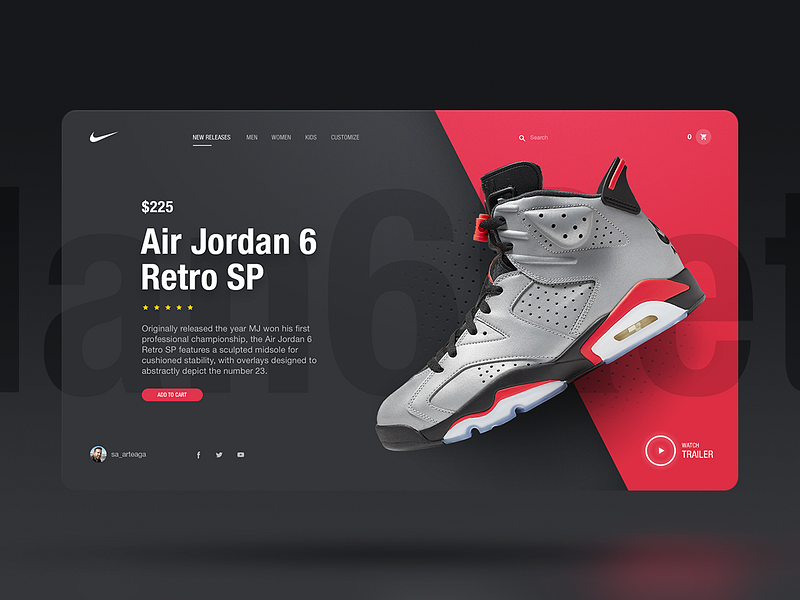 NEW RELEASES MEN WOMEN KIDS CUSTOMIZE Search 0
$225
Air Jordan 6
Retro SP
Originally released the year MJ won his first
professional championship, the Air Jordan 6
Retro SP features a sculpted midsole for
cushioned stability, with overlays designed to
abstractly depict the number 23.
ADD TO CART
sa_arteaga
WATCH
TRAILER